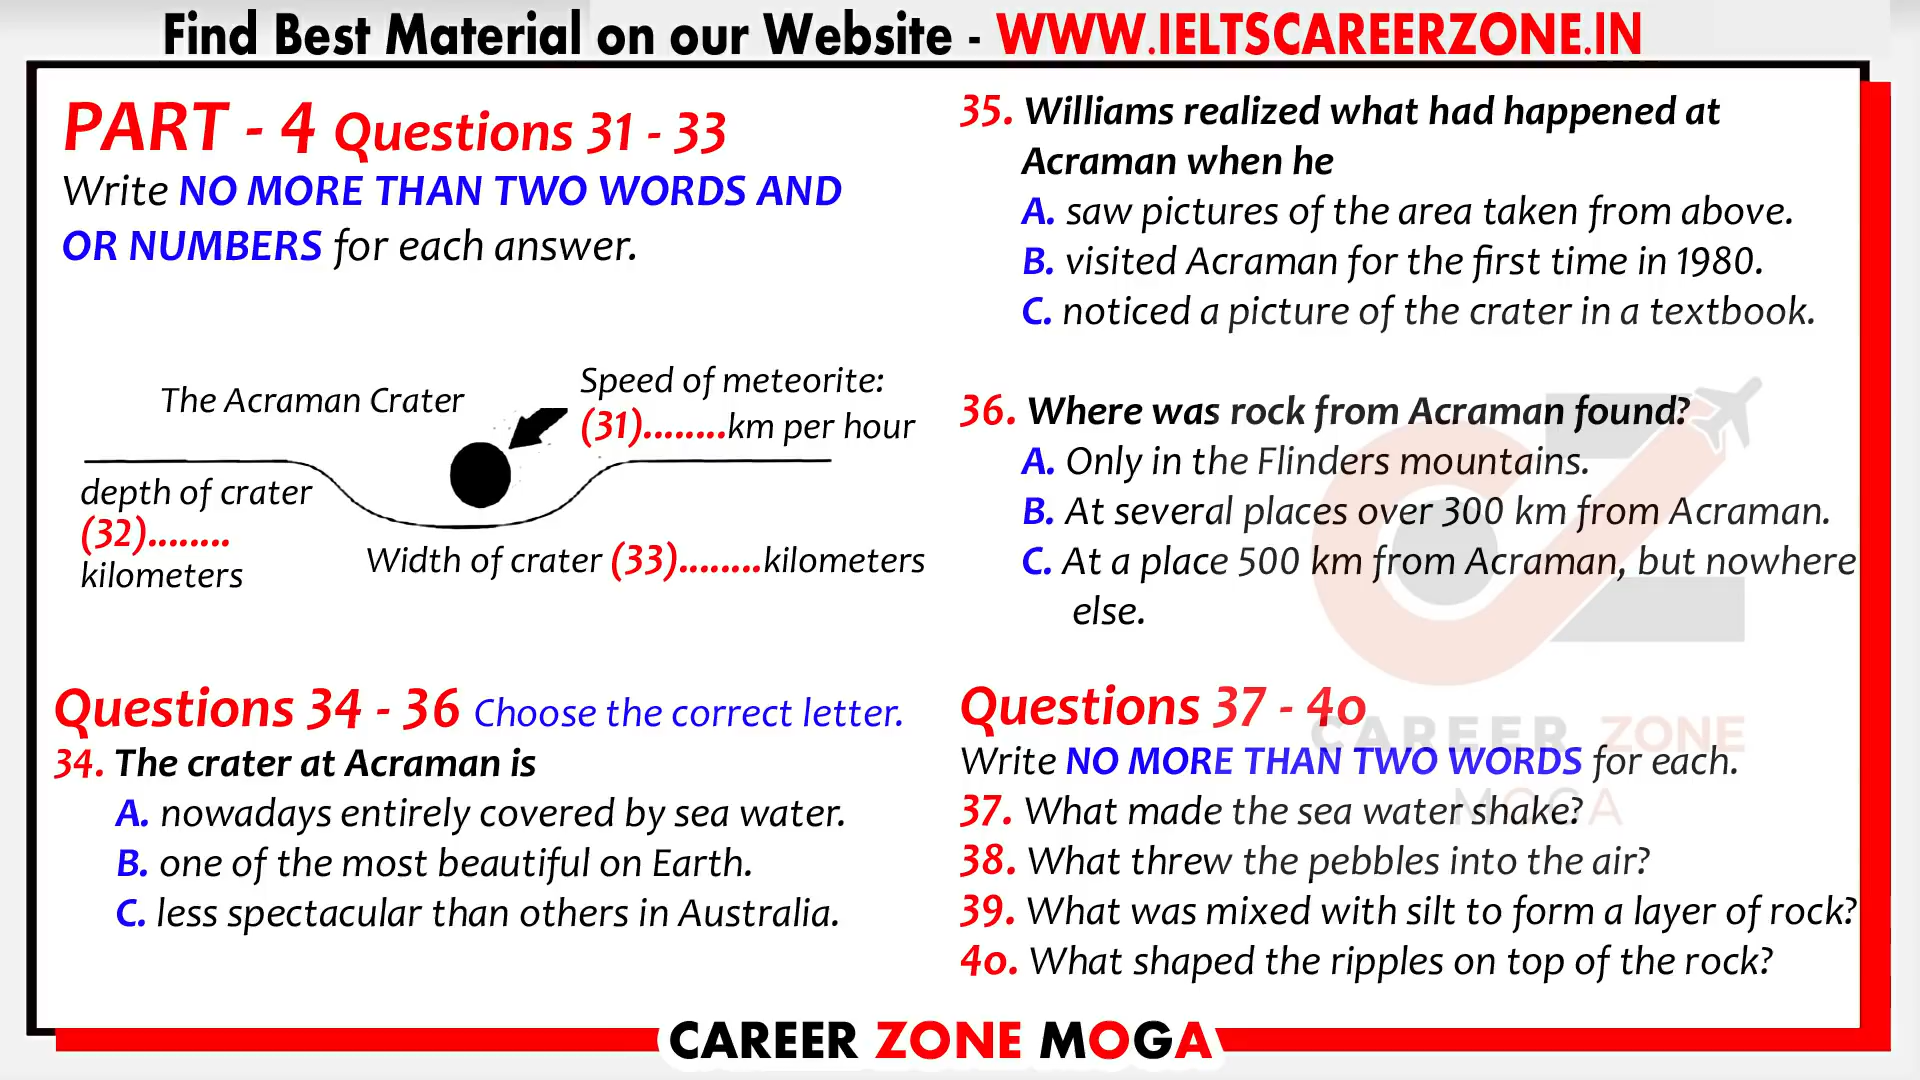 Find Best Material on our Website - WWW.IELTSCAREERZONE.IN
PART - 4 Questions 31 - 33
Write NO MORE THAN TWO WORDS AND
OR NUMBERS for each answer.
The Acraman Crater
Speed of meteorite:
(31)........km per hour
depth of crater
(32)........
kilometers
Width of crater (33)........kilometers
Questions 34 - 36 Choose the correct letter.
34. The crater at Acraman is
A. nowadays entirely covered by sea water.
B. one of the most beautiful on Earth.
C. less spectacular than others in Australia.
35. Williams realized what had happened at
Acraman when he
A. saw pictures of the area taken from above.
B. visited Acraman for the first time in 1980.
C. noticed a picture of the crater in a textbook.
36. Where was rock from Acraman found?
A. Only in the Flinders mountains.
B. At several places over 300 km from Acraman.
C. At a place 500 km from Acraman, but nowhere
else.
Questions 37 - 40
CAREER ZONE
Write NO MORE THAN TWO WORDS for each.
MOGA
37. What made the sea water shake?
38. What threw the pebbles into the air?
39. What was mixed with silt to form a layer of rock?
40. What shaped the ripples on top of the rock?
CAREER ZONE MOGA